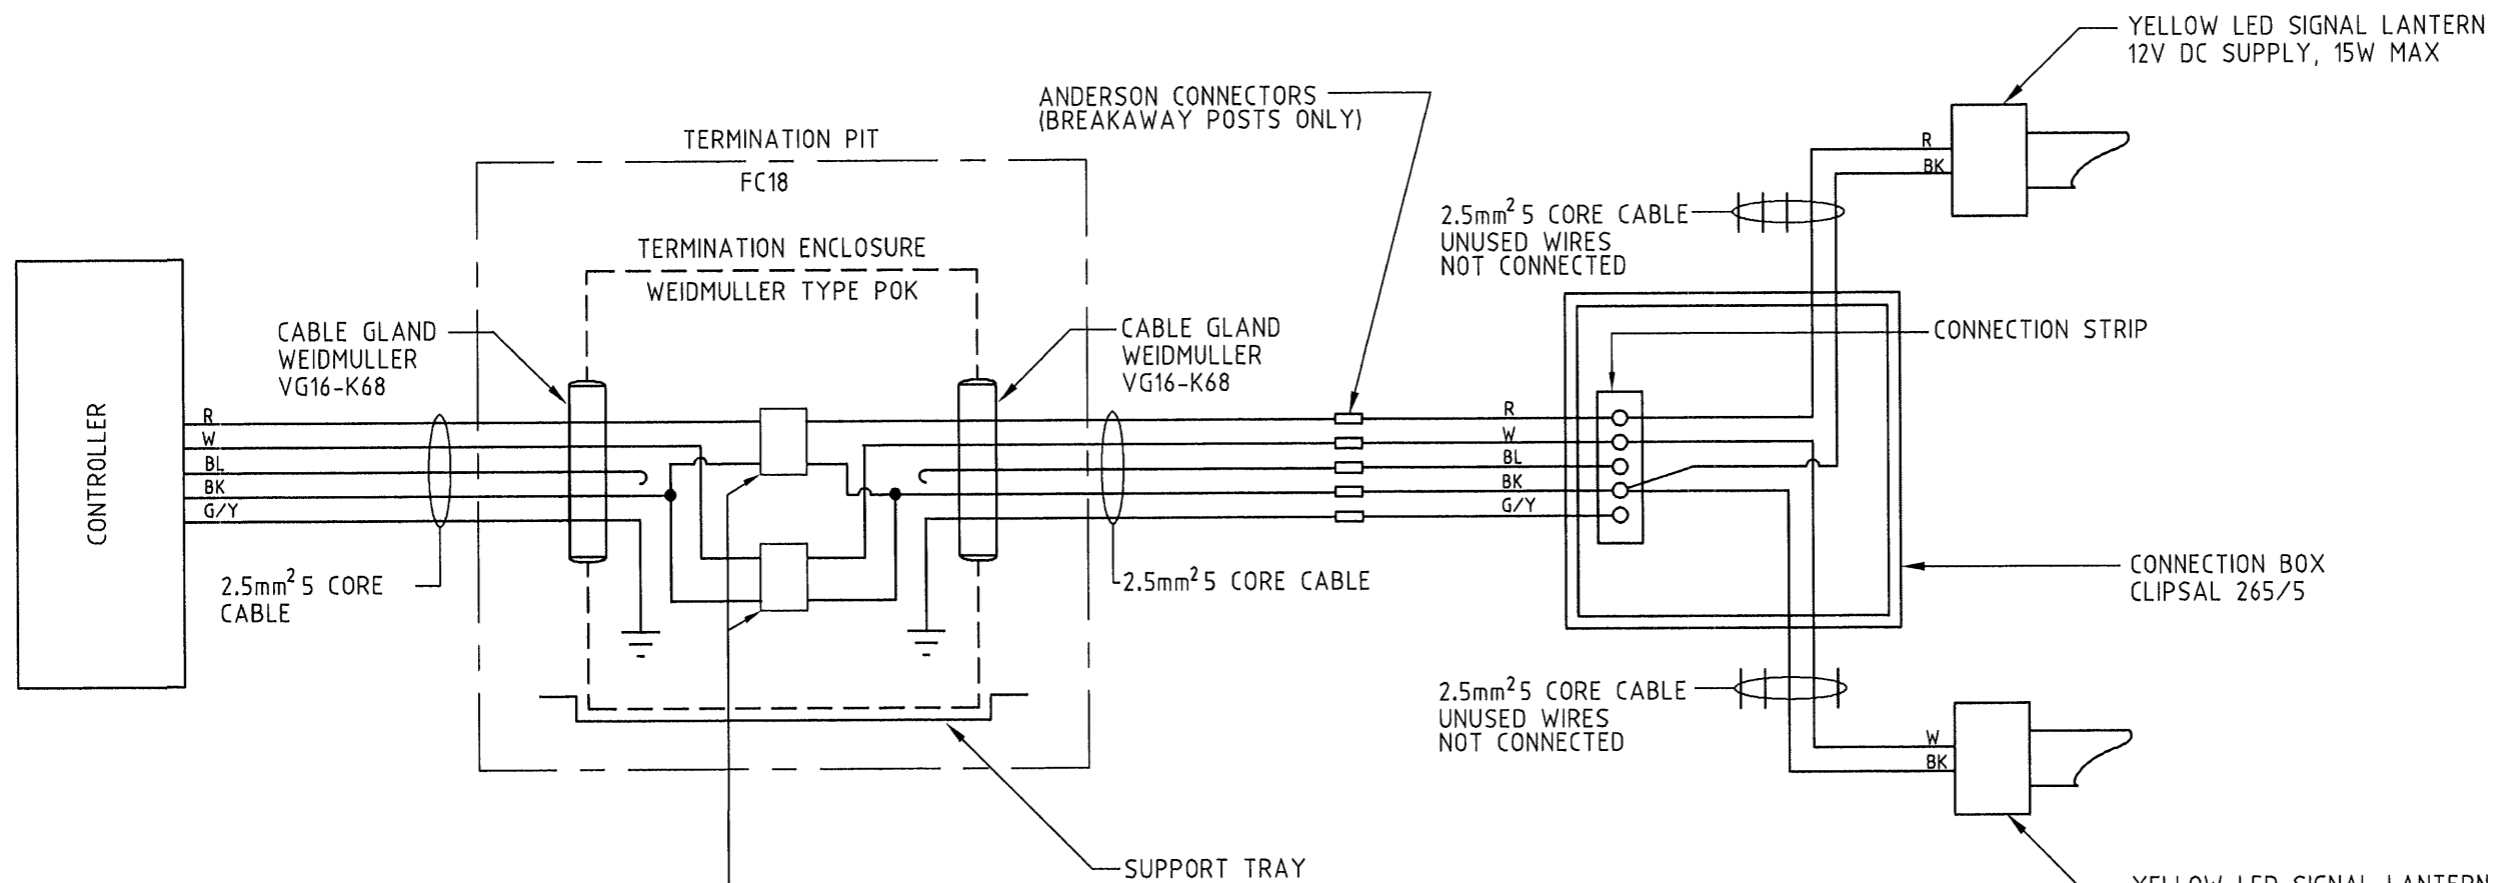 YELLOW LED SIGNAL LANTERN
12V DC SUPPLY, 15W MAX
ANDERSON CONNECTORS
(BREAKAWAY POSTS ONLY)
TERMINATION PIT
FC18
TERMINATION ENCLOSURE
WEIDMULLER TYPE POK
CABLE GLAND
WEIDMULLER
VG16-K68
CABLE GLAND
WEIDMULLER
VG16-K68
2.5mm² 5 CORE CABLE
UNUSED WIRES
NOT CONNECTED
R
BK
CONNECTION STRIP
CONTROLLER
R
W
BL
BK
G/Y
R
W
BL
BK
G/Y
2.5mm² 5 CORE
CABLE
2.5mm² 5 CORE CABLE
CONNECTION BOX
CLIPSAL 265/5
2.5mm² 5 CORE CABLE
UNUSED WIRES
NOT CONNECTED
W
BK
SUPPORT TRAY
YELLOW LED SIGNAL LANTERN